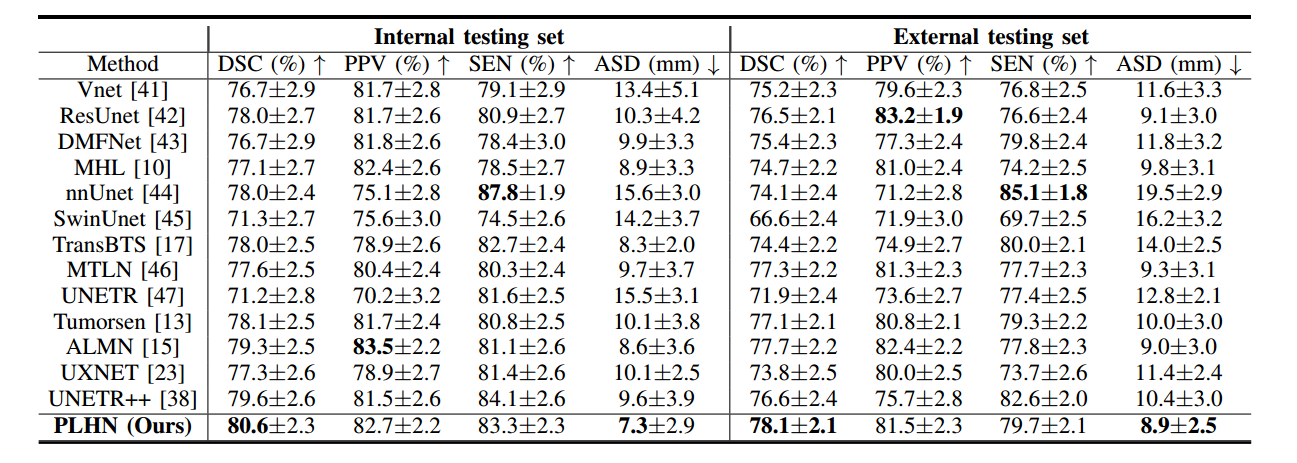 Internal testing set External testing set
Method DSC (%) ↑ PPV (%) ↑ SEN (%) ↑ ASD (mm) ↓ DSC (%) ↑ PPV (%) ↑ SEN (%) ↑ ASD (mm) ↓
Vnet [41] 76.7±2.9 81.7±2.8 79.1±2.9 13.4±5.1 75.2±2.3 79.6±2.3 76.8±2.5 11.6±3.3
ResUnet [42] 78.0±2.7 81.7±2.6 80.9±2.7 10.3±4.2 76.5±2.1 83.2±1.9 76.6±2.4 9.1±3.0
DMFNet [43] 76.7±2.9 81.8±2.6 78.4±3.0 9.9±3.3 75.4±2.3 77.3±2.4 79.8±2.4 11.8±3.2
MHL [10] 77.1±2.7 82.4±2.6 78.5±2.7 8.9±3.3 74.7±2.2 81.0±2.4 74.2±2.5 9.8±3.1
nnUnet [44] 78.0±2.4 75.1±2.8 87.8±1.9 15.6±3.0 74.1±2.4 71.2±2.8 85.1±1.8 19.5±2.9
SwinUnet [45] 71.3±2.7 75.6±3.0 74.5±2.6 14.2±3.7 66.6±2.4 71.9±3.0 69.7±2.5 16.2±3.2
TransBTS [17] 78.0±2.5 78.9±2.6 82.7±2.4 8.3±2.0 74.4±2.2 74.9±2.7 80.0±2.1 14.0±2.5
MTLN [46] 77.6±2.5 80.4±2.4 80.3±2.4 9.7±3.7 77.3±2.2 81.3±2.3 77.7±2.3 9.3±3.1
UNETR [47] 71.2±2.8 70.2±3.2 81.6±2.5 15.5±3.1 71.9±2.4 73.6±2.7 77.4±2.5 12.8±2.1
Tumorsen [13] 78.1±2.5 81.7±2.4 80.8±2.5 10.1±3.8 77.1±2.1 80.8±2.1 79.3±2.2 10.0±3.0
ALMN [15] 79.3±2.5 83.5±2.2 81.1±2.6 8.6±3.6 77.7±2.2 82.4±2.2 77.8±2.3 9.0±3.0
UXNET [23] 77.3±2.6 78.9±2.7 81.4±2.6 10.1±2.5 73.8±2.5 80.0±2.5 73.7±2.6 11.4±2.4
UNETR++ [38] 79.6±2.6 81.5±2.6 84.1±2.6 9.6±3.9 76.6±2.4 75.7±2.8 82.6±2.0 10.4±3.0
PLHN (Ours) 80.6±2.3 82.7±2.2 83.3±2.3 7.3±2.9 78.1±2.1 81.5±2.3 79.7±2.1 8.9±2.5